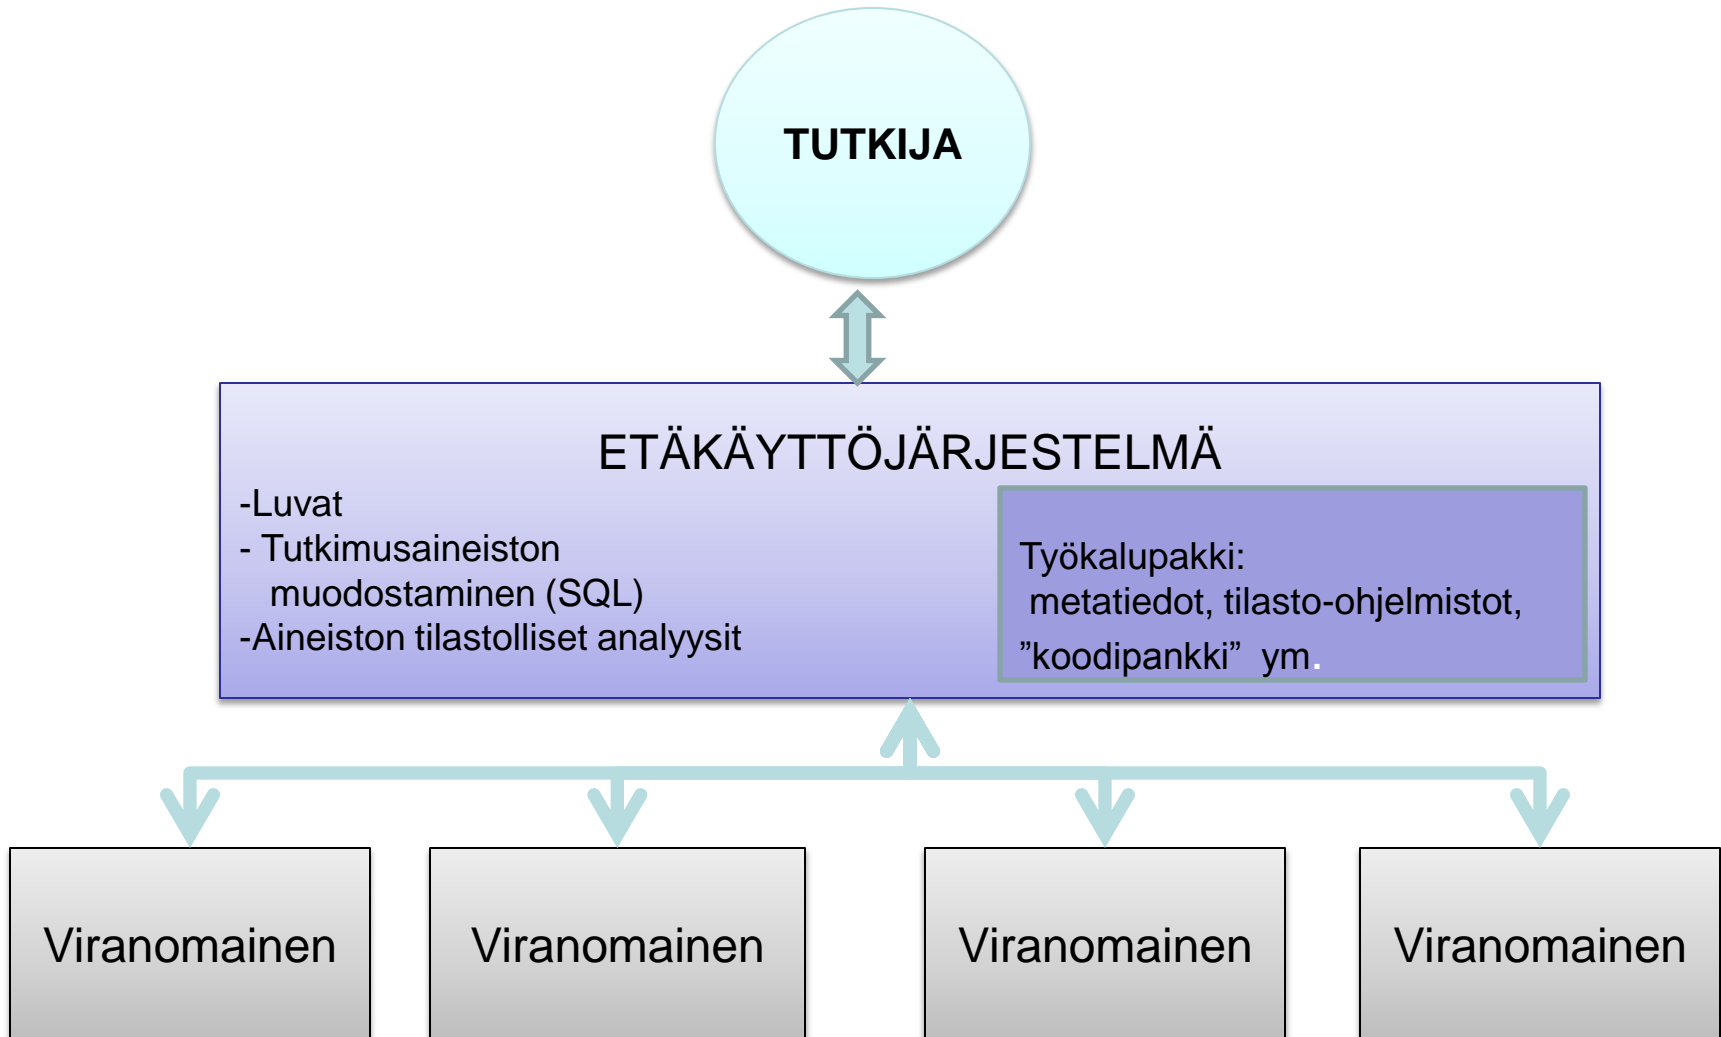 TUTKIJA
ETÄKÄYTTÖJÄRJESTELMÄ
-Luvat
- Tutkimusaineiston
muodostaminen (SQL)
-Aineiston tilastolliset analyysit
Työkalupakki:
metatiedot, tilasto-ohjelmistot,
”koodipankki” ym.
Viranomainen
Viranomainen
Viranomainen
Viranomainen